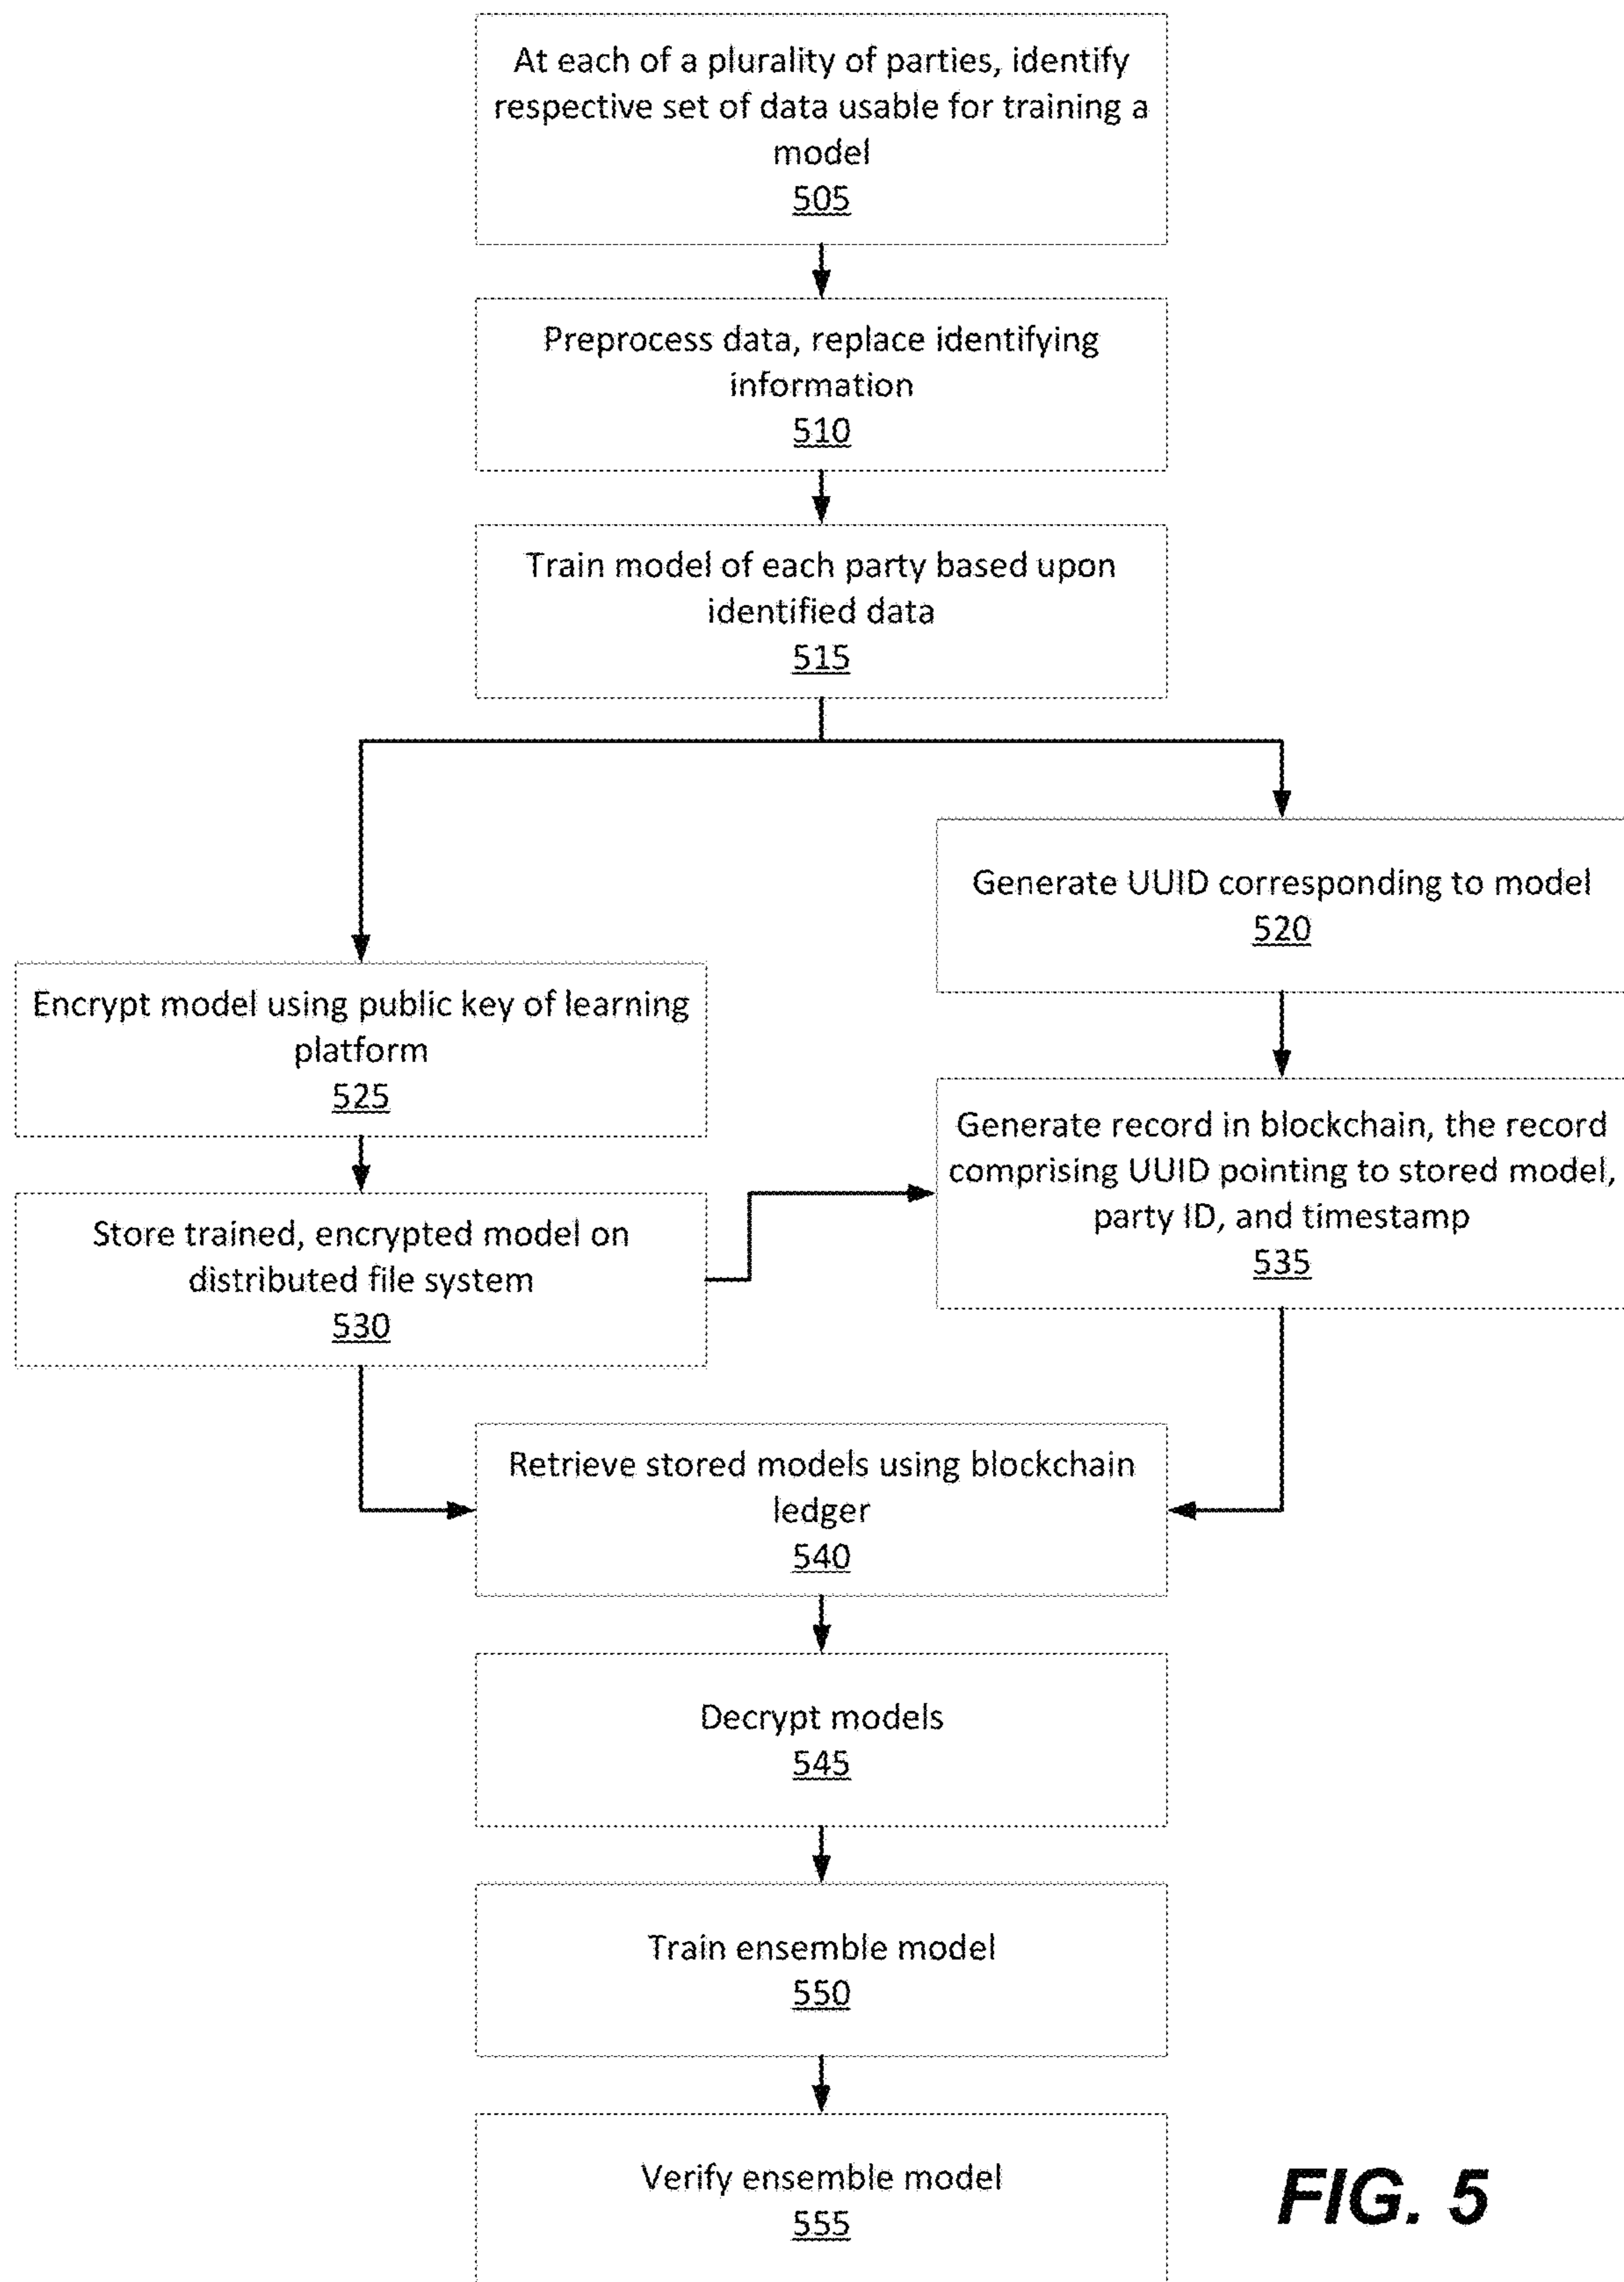 At each of a plurality of parties, identify
respective set of data usable for training a
model
505
Preprocess data, replace identifying
information
510
Train model of each party based upon
identified data
515
Generate UUID corresponding to model
520
Encrypt model using public key of learning
platform
525
Generate record in blockchain, the record
comprising UUID pointing to stored model,
party ID, and timestamp
535
Store trained, encrypted model on
distributed file system
530
Retrieve stored models using blockchain
ledger
540
Decrypt models
545
Train ensemble model
550
Verify ensemble model
555
FIG. 5